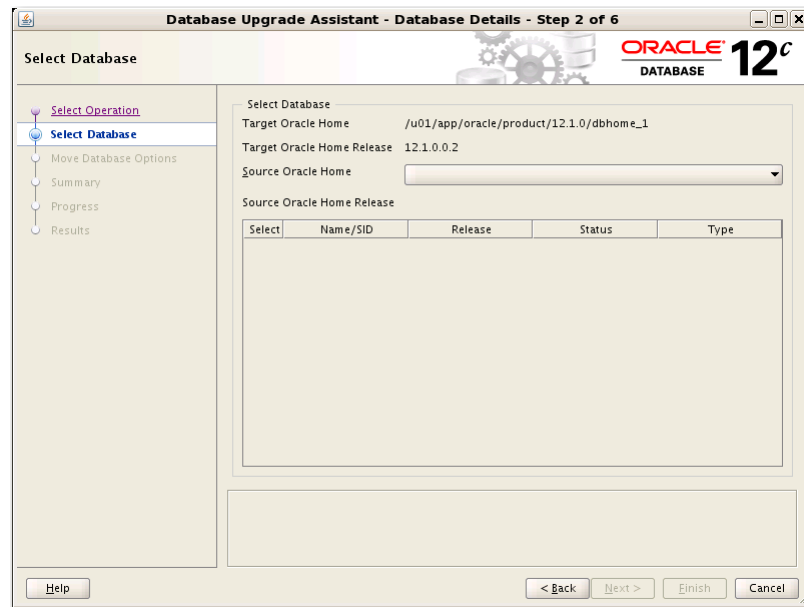 Database Upgrade Assistant - Database Details - Step 2 of 6
Select Database
ORACLE
DATABASE
12c
Select Operation
Select Database
Move Database Options
Summary
Progress
Results
Select Database
Target Oracle Home /u01/app/oracle/product/12.1.0/dbhome_1
Target Oracle Home Release 12.1.0.0.2
Source Oracle Home
Source Oracle Home Release
Select Name/SID Release Status Type
Help < Back Next > Finish Cancel